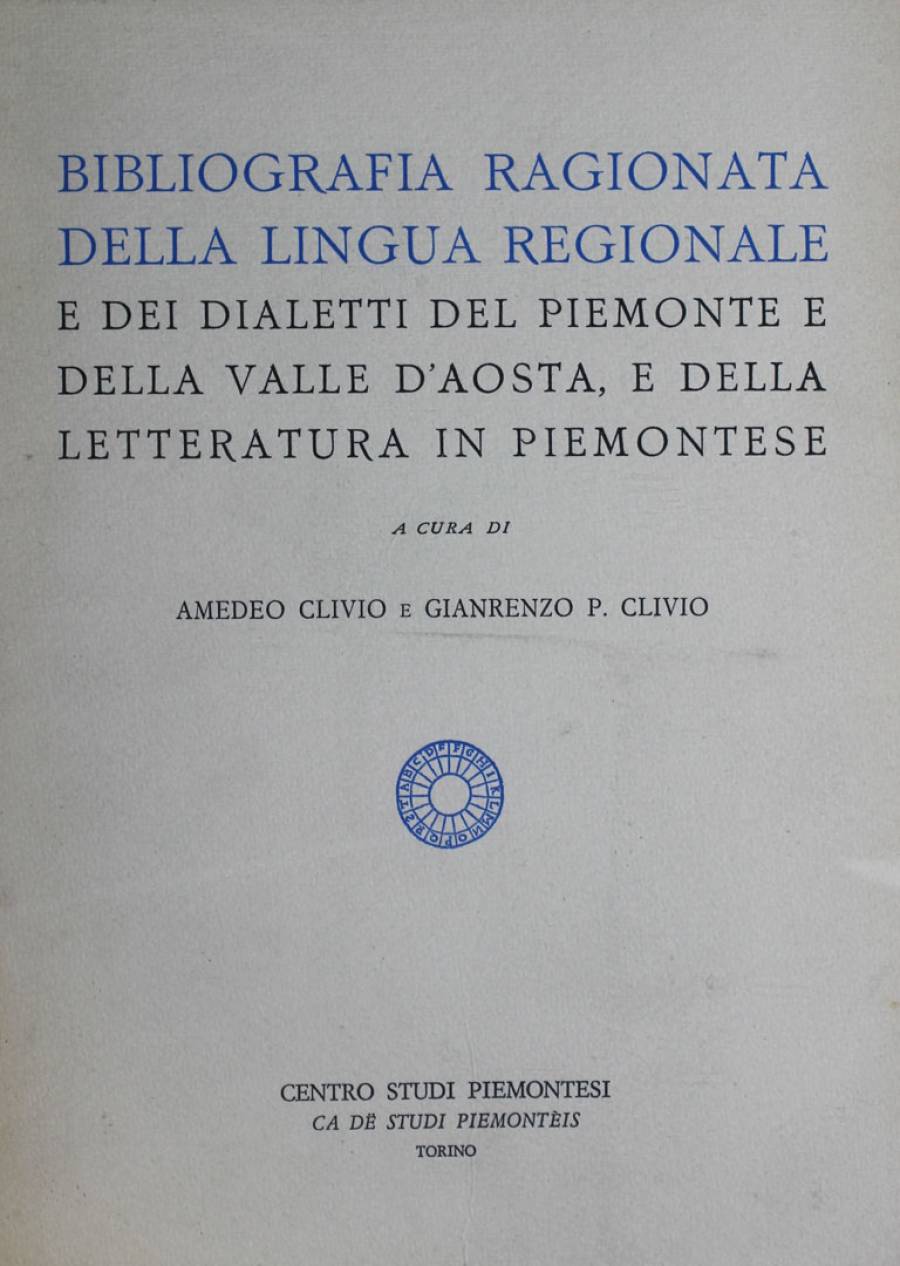 BIBLIOGRAFIA RAGIONATA
DELLA LINGUA REGIONALE
E DEI DIALETTI DEL PIEMONTE E
DELLA VALLE D'AOSTA, E DELLA
LETTERATURA IN PIEMONTESE
A CURA DI
AMEDEO CLIVIO E GIANRENZO P. CLIVIO
CENTRO STUDI PIEMONTESI
CA DË STUDI PIEMONTÈIS
TORINO